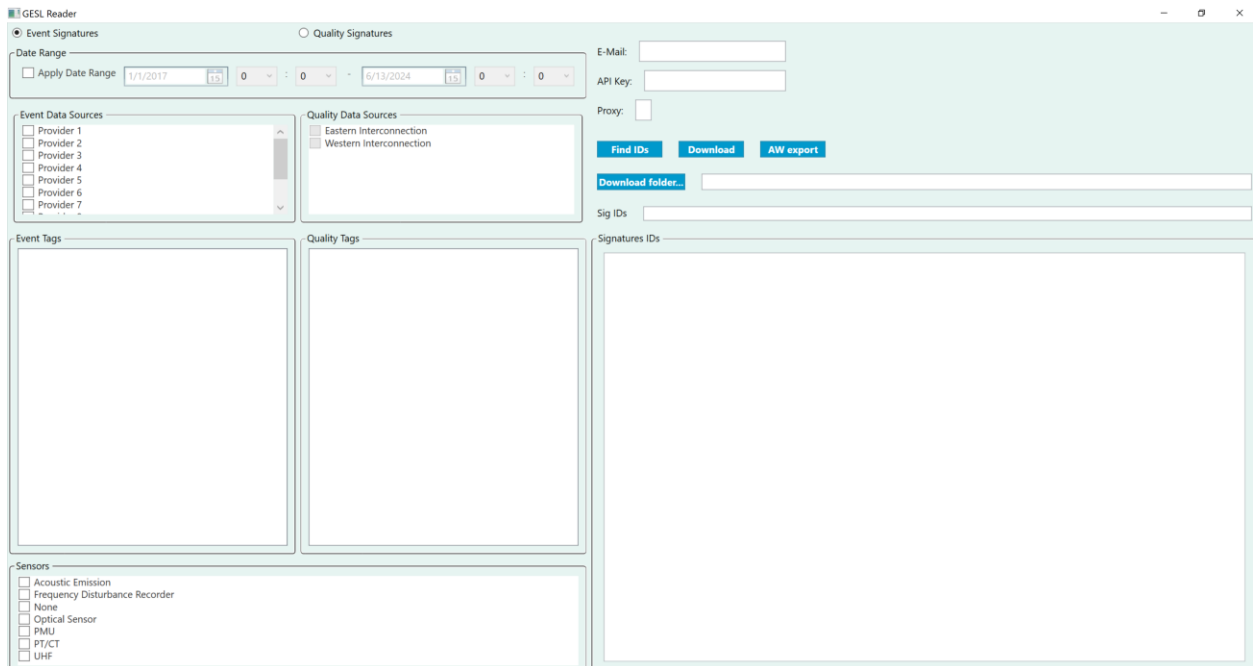 GESL Reader
Event Signatures
Quality Signatures
Date Range
Apply Date Range 1/1/2017 15 0 : 0 - 6/13/2024 15 0 : 0
Event Data Sources
Provider 1
Provider 2
Provider 3
Provider 4
Provider 5
Provider 6
Provider 7
Quality Data Sources
Eastern Interconnection
Western Interconnection
E-Mail:
API Key:
Proxy:
Find IDs Download AW export
Download folder...
Sig IDs
Event Tags
Quality Tags
Signatures IDs
Sensors
Acoustic Emission
Frequency Disturbance Recorder
None
Optical Sensor
PMU
PT/CT
UHF